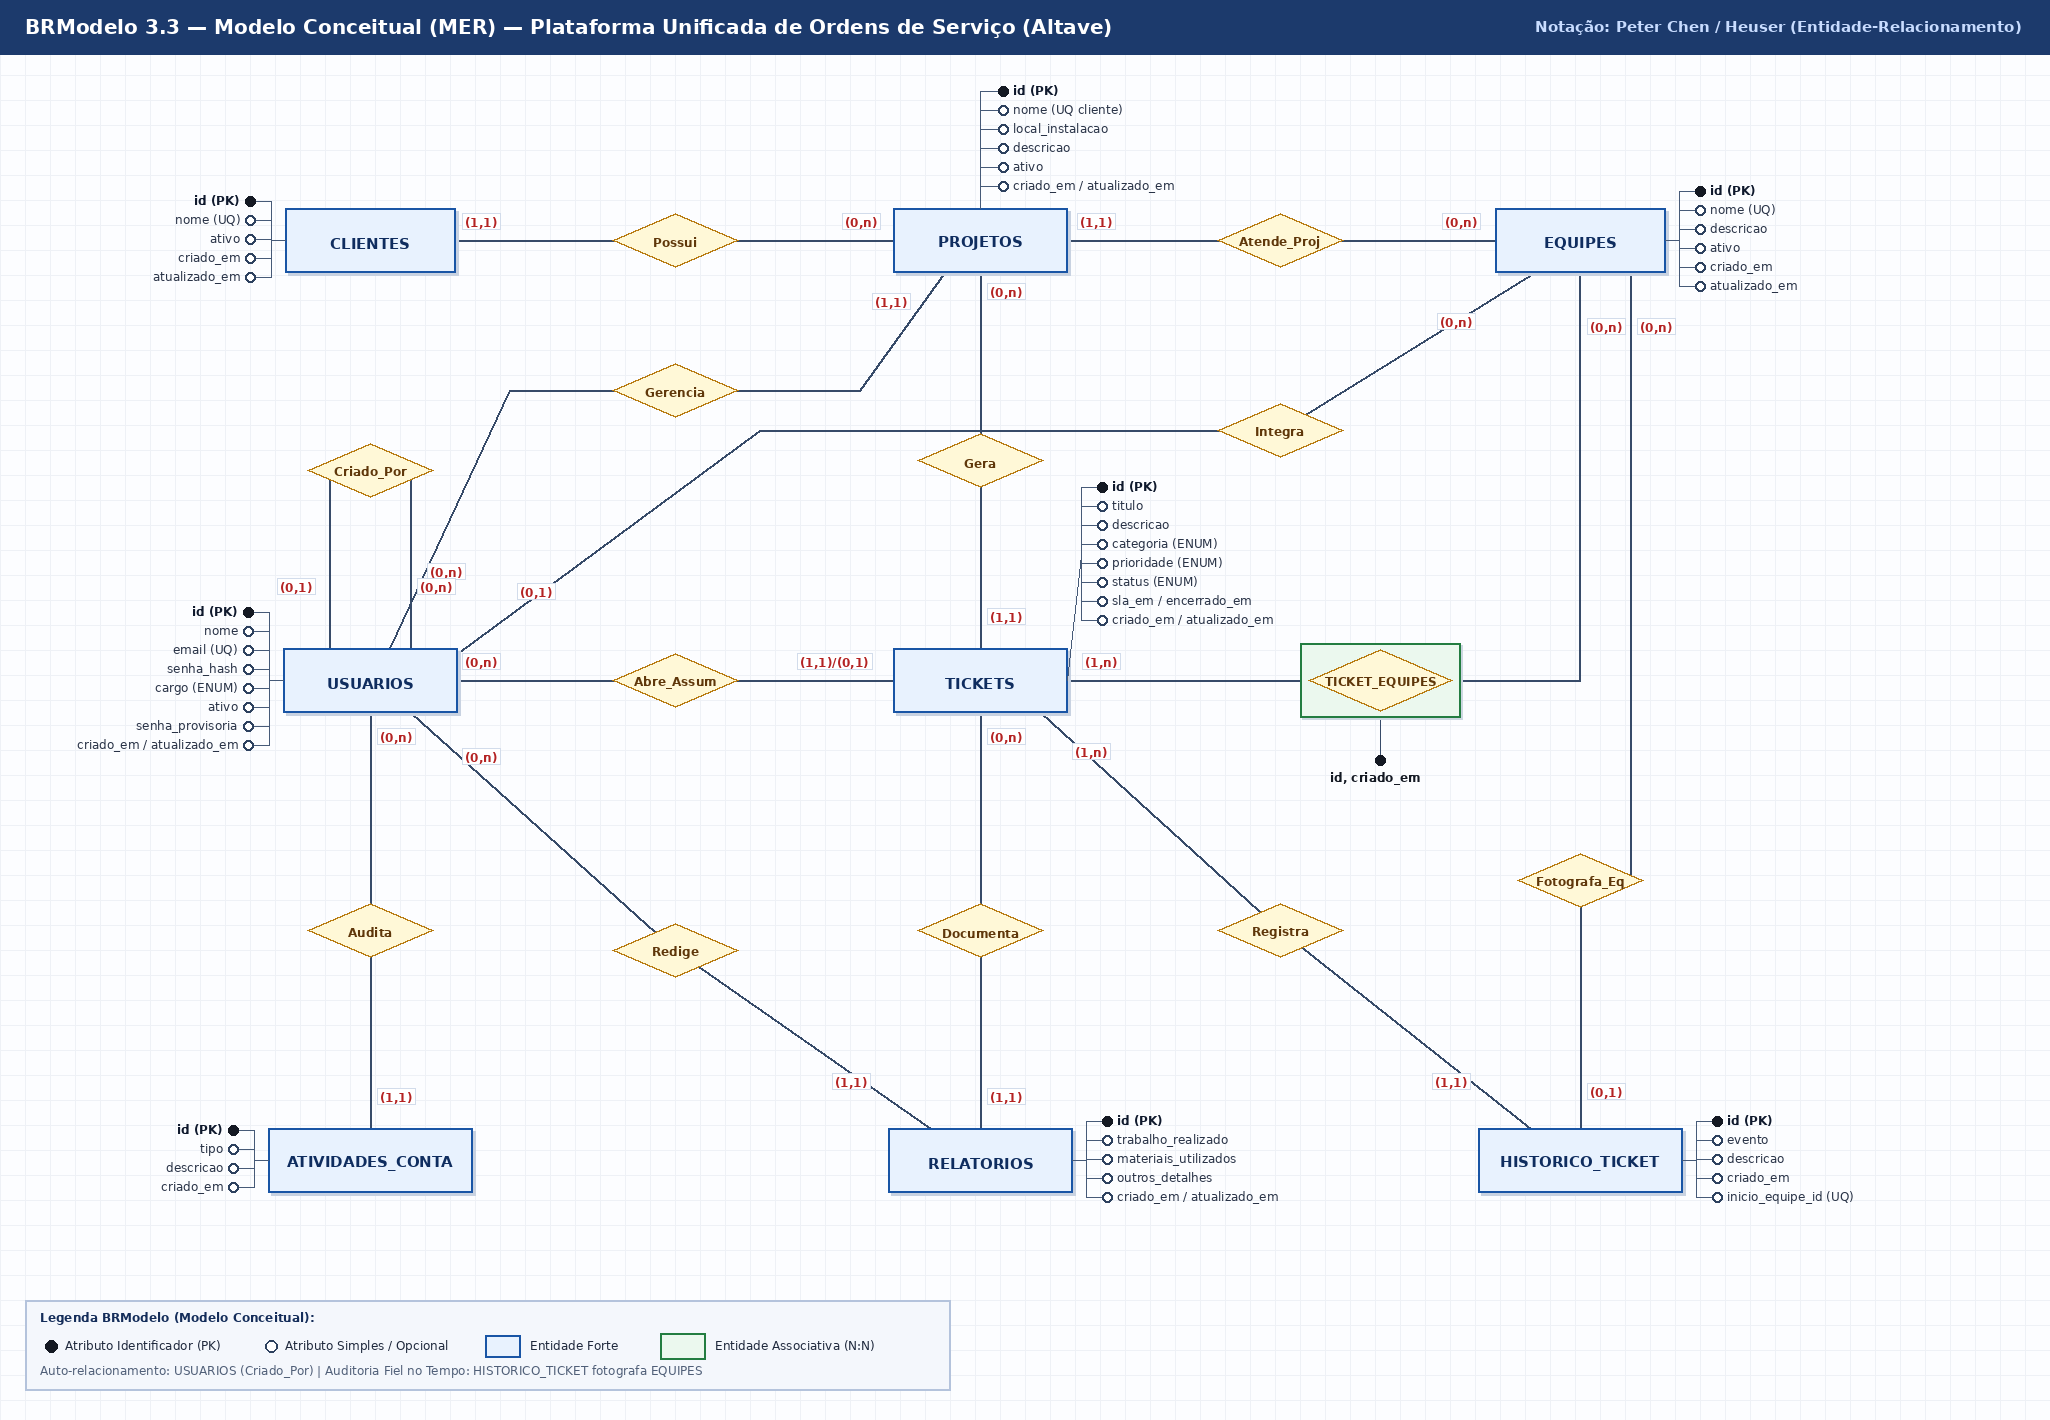 BRModelo 3.3 — Modelo Conceitual (MER) — Plataforma Unificada de Ordens de Serviço (Altave)
Notação: Peter Chen / Heuser (Entidade-Relacionamento)
id (PK)
nome (UQ cliente)
local_instalacao
descricao
ativo
criado_em / atualizado_em
id (PK)
nome (UQ)
ativo
criado_em
atualizado_em
CLIENTES
(1,1)
Possui
(0,n)
PROJETOS
(1,1)
Atende_Proj
(0,n)
EQUIPES
id (PK)
nome (UQ)
descricao
ativo
criado_em
atualizado_em
(1,1)
(0,n)
(0,n)
(0,n)
(0,n)
Gerencia
Integra
Criado_Por
Gera
id (PK)
titulo
descricao
categoria (ENUM)
prioridade (ENUM)
status (ENUM)
sla_em / encerrado_em
criado_em / atualizado_em
(0,1)
(0,n)
(0,n)
(0,1)
(1,1)
id (PK)
nome
email (UQ)
senha_hash
cargo (ENUM)
ativo
senha_provisoria
criado_em / atualizado_em
USUARIOS
(0,n)
Abre_Assum
(1,1)/(0,1)
TICKETS
(1,n)
TICKET_EQUIPES
id, criado_em
(0,n)
(0,n)
(0,n)
(1,n)
Fotografa_Eq
Audita
Redige
Documenta
Registra
(1,1)
(1,1)
(1,1)
(1,1)
(0,1)
id (PK)
tipo
descricao
criado_em
ATIVIDADES_CONTA
RELATORIOS
id (PK)
trabalho_realizado
materiais_utilizados
outros_detalhes
criado_em / atualizado_em
HISTORICO_TICKET
id (PK)
evento
descricao
criado_em
inicio_equipe_id (UQ)
Legenda BRModelo (Modelo Conceitual):
Atributo Identificador (PK)
Atributo Simples / Opcional
Entidade Forte
Entidade Associativa (N:N)
Auto-relacionamento: USUARIOS (Criado_Por) | Auditoria Fiel no Tempo: HISTORICO_TICKET fotografa EQUIPES